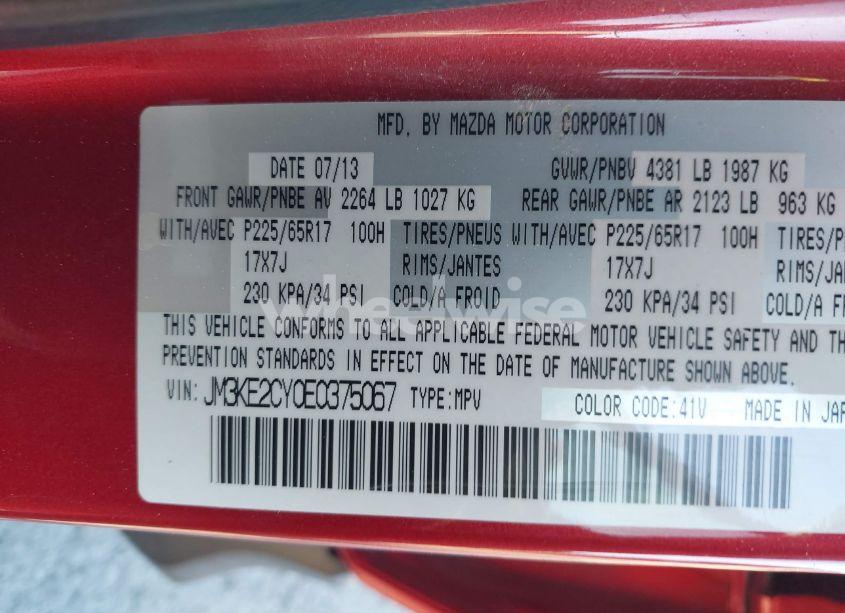 MFD. BY MAZDA MOTOR CORPORATION
DATE 07/13 GVWR/PNBV 4381 LB 1987 KG
FRONT GAWR/PNBE AV 2264 LB 1027 KG REAR GAWR/PNBE AR 2123 LB 963 KG
WITH/AVEC P225/65R17 100H TIRES/PNEUS WITH/AVEC P225/65R17 100H TIRES/PN
17X7J RIMS/JANTES 17X7J RIMS/JA
230 KPA/34 PSI COLD/A FROID 230 KPA/34 PSI COLD/A F
wheelwise
THIS VEHICLE CONFORMS TO ALL APPLICABLE FEDERAL MOTOR VEHICLE SAFETY AND TH
PREVENTION STANDARDS IN EFFECT ON THE DATE OF MANUFACTURE SHOWN ABOVE.
VIN: JM3KE2CY0E0375067 TYPE:MPV COLOR CODE:41V MADE IN JAP